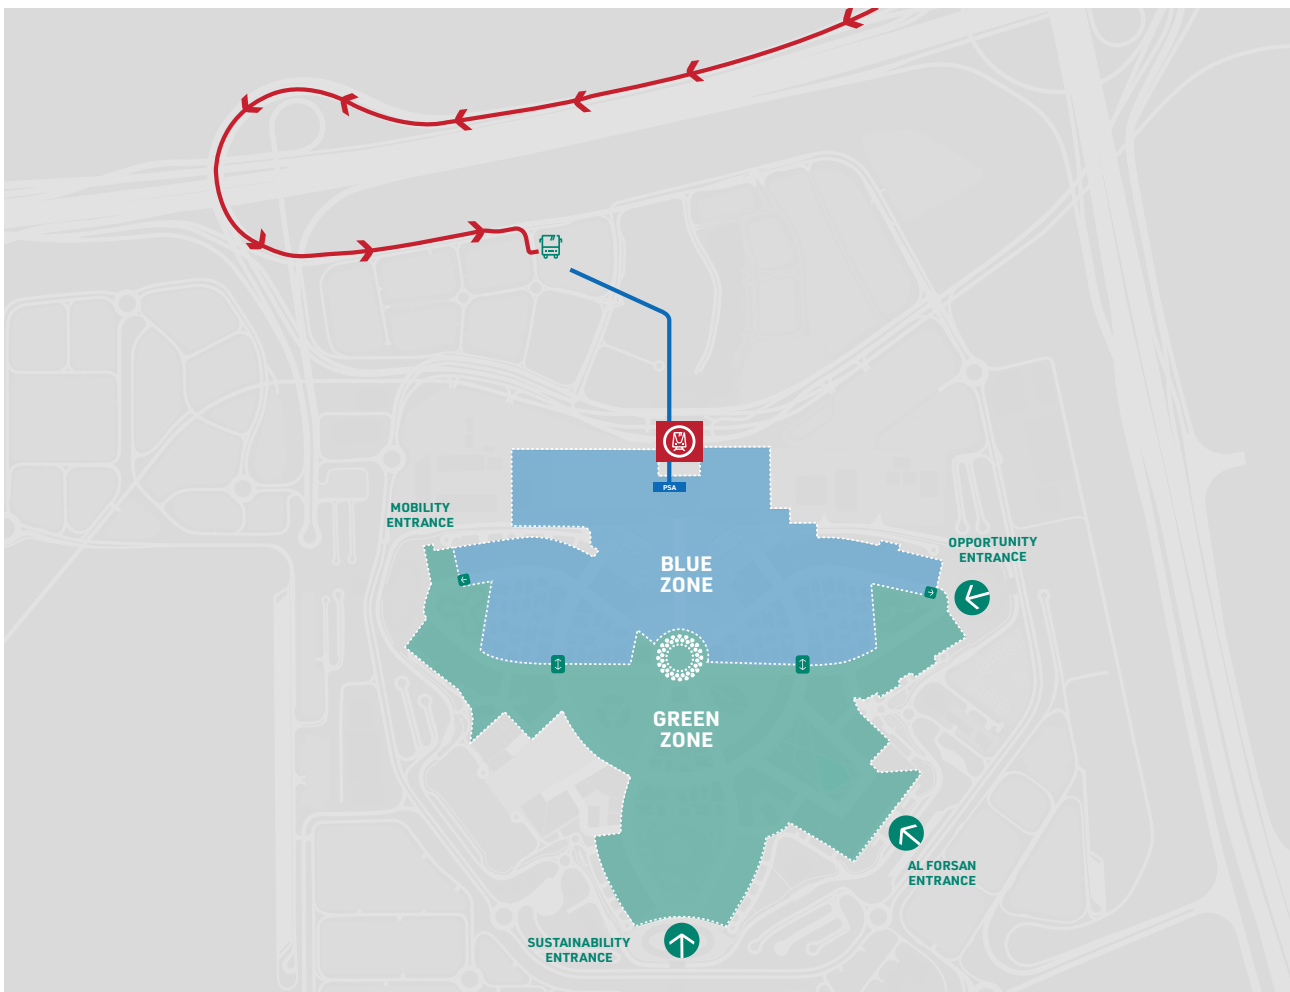 PSA
MOBILITY
ENTRANCE
OPPORTUNITY
ENTRANCE
BLUE
ZONE
GREEN
ZONE
AL FORSAN
ENTRANCE
SUSTAINABILITY
ENTRANCE